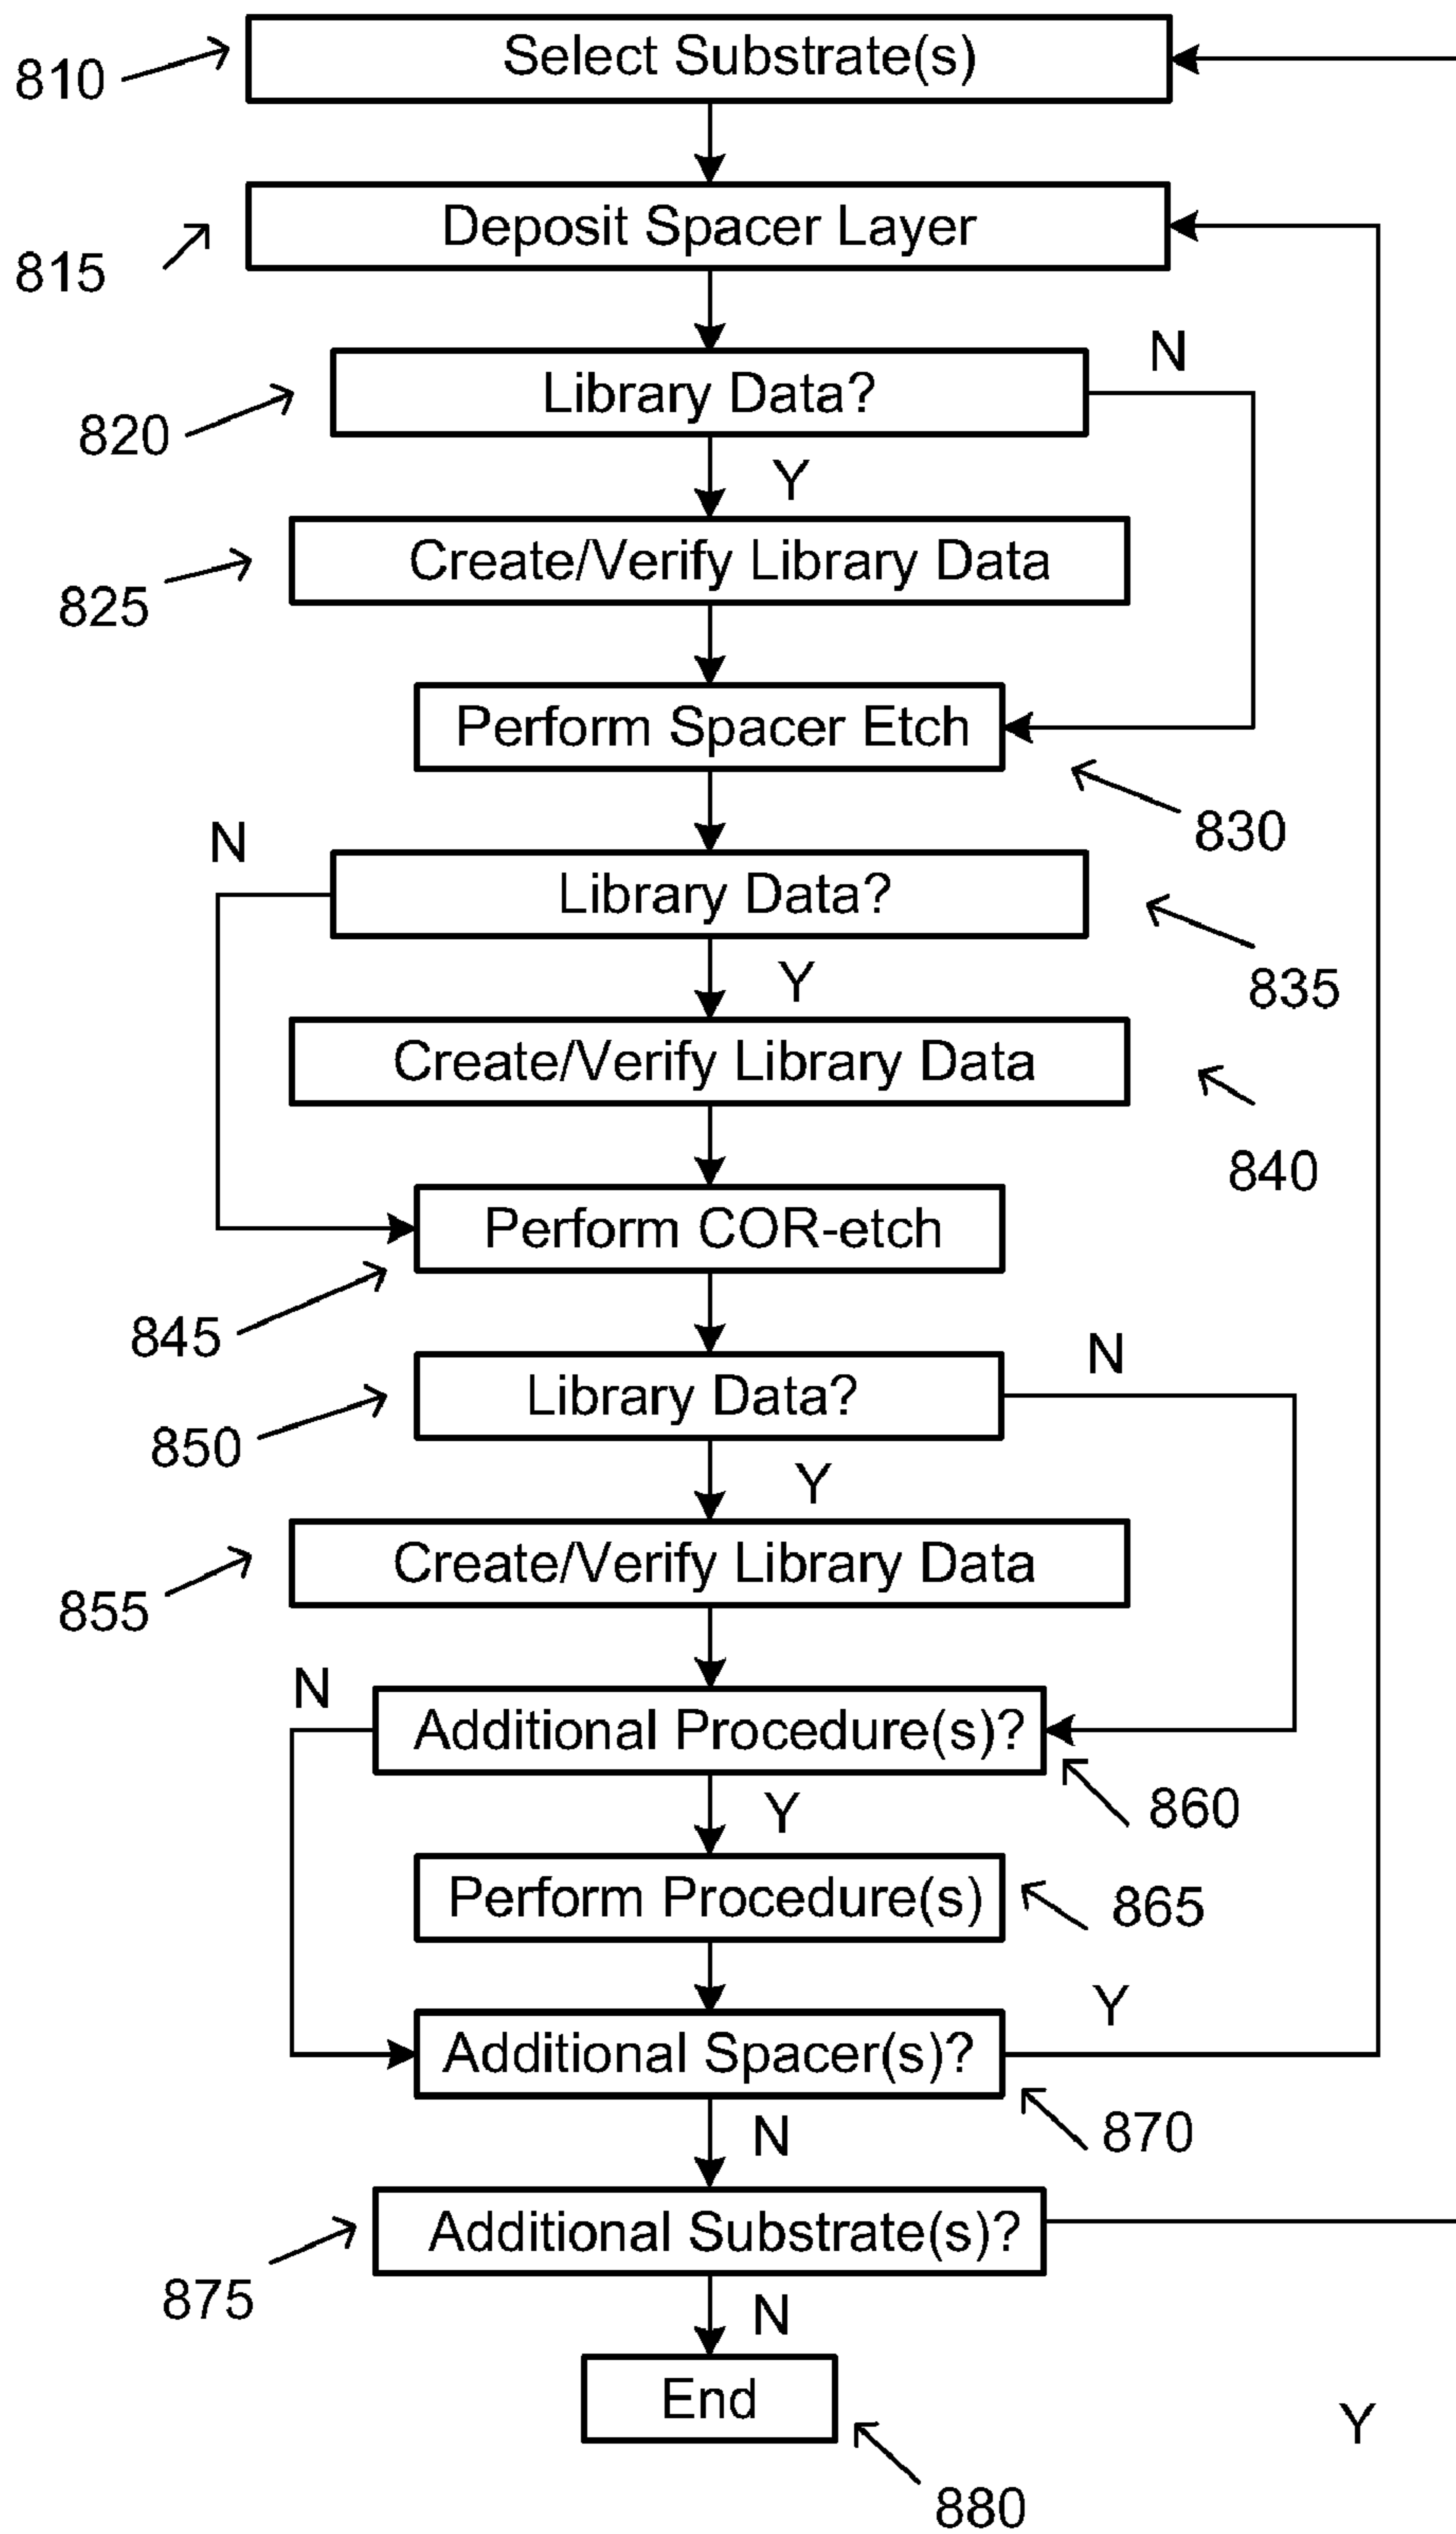 810
Select Substrate(s)
815
Deposit Spacer Layer
820
Library Data?
N
Y
825
Create/Verify Library Data
Perform Spacer Etch
830
N
Library Data?
835
Y
Create/Verify Library Data
840
Perform COR-etch
845
850
Library Data?
N
Y
855
Create/Verify Library Data
N
Additional Procedure(s)?
860
Y
Perform Procedure(s)
865
Additional Spacer(s)?
Y
870
N
875
Additional Substrate(s)?
N
End
Y
880